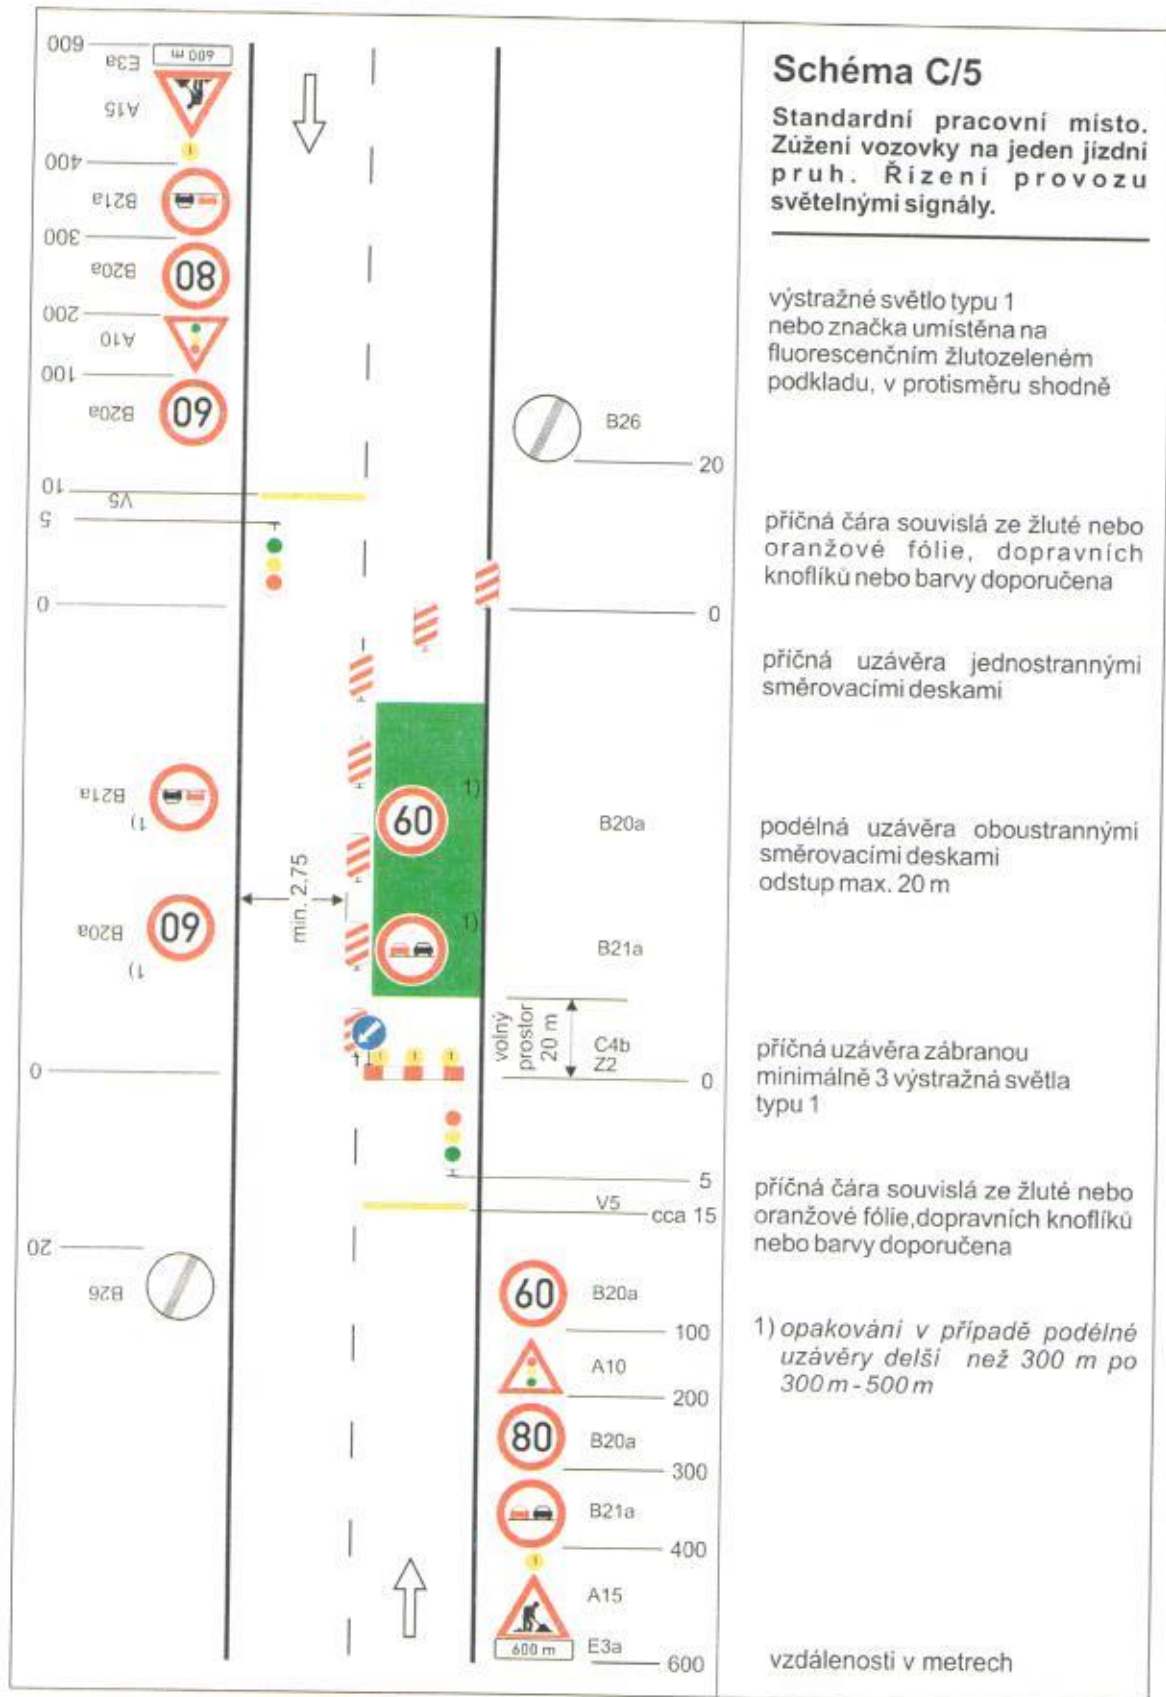 Schéma C/5
Standardní pracovní místo.
Zúžení vozovky na jeden jízdní
pruh. Řízení provozu
světelnými signály.
výstražné světlo typu 1
nebo značka umístěna na
fluorescenčním žlutozeleném
podkladu, v protisměru shodně
příčná čára souvislá ze žluté nebo
oranžové fólie, dopravních
knoflíků nebo barvy doporučena
příčná uzávěra jednostrannými
směrovacími deskami
podélná uzávěra oboustrannými
směrovacími deskami
odstup max. 20 m
příčná uzávěra zábranou
minimálně 3 výstražná světla
typu 1
příčná čára souvislá ze žluté nebo
oranžové fólie,dopravních knoflíků
nebo barvy doporučena
1) opakování v případě podélné
uzávěry delší než 300 m po
300 m - 500 m
vzdálenosti v metrech
600
E3a
600 m
A15
1
400
B21a
300
B20a
80
200
A10
100
B20a
60
10
V5
5
0
B26
20
0
B21a
1)
B20a
60
1)
min. 2,75
60
1)
B20a
1)
B21a
volný
prostor
20 m
C4b
Z2
1
1
1
0
0
5
V5
cca 15
20
B26
60
B20a
100
A10
200
80
B20a
300
B21a
400
1
A15
600 m
E3a
600